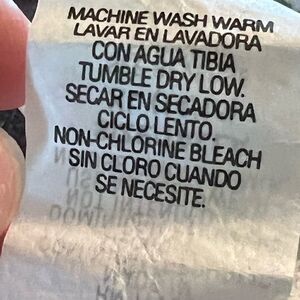 MACHINE WASH WARM
LAVAR EN LAVADORA
CON AGUA TIBIA
TUMBLE DRY LOW.
SECAR EN SECADORA
CICLO LENTO.
NON-CHLORINE BLEACH
SIN CLORO CUANDO
SE NECESITE.